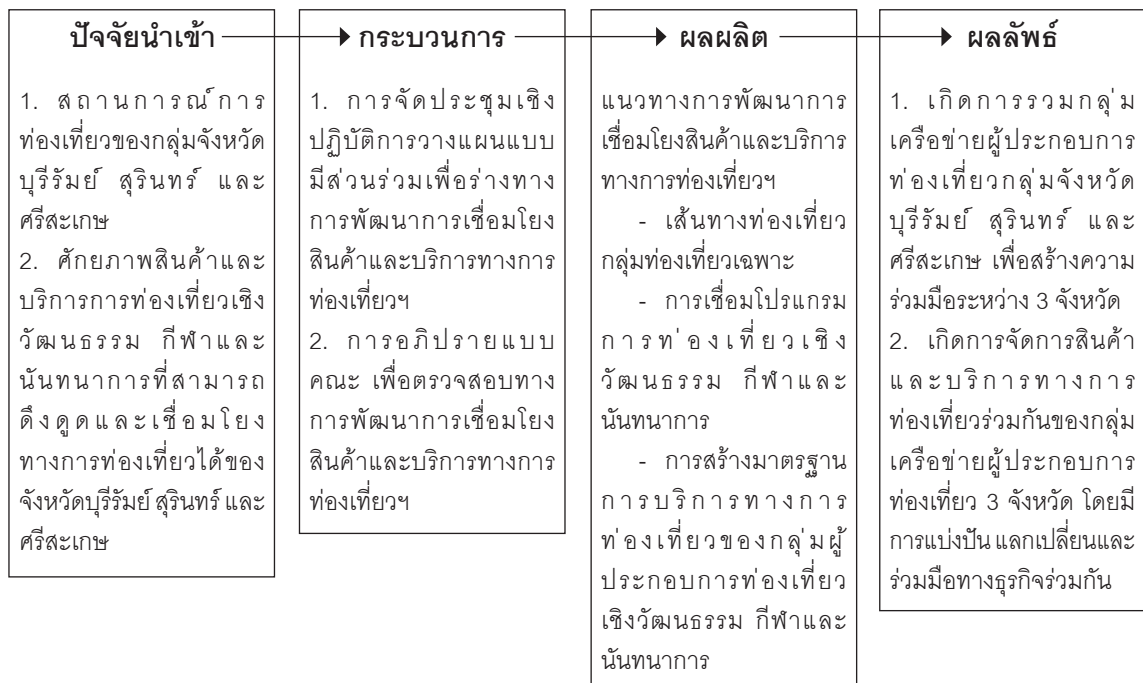 ปัจจัยนำเข้า
1. สถานการณ์การ
ท่องเที่ยวของกลุ่มจังหวัด
บุรีรัมย์ สุรินทร์ และ
ศรีสะเกษ
2. ศักยภาพสินค้าและ
บริการการท่องเที่ยวเชิง
วัฒนธรรม กีฬาและ
นันทนาการที่สามารถ
ดึงดูดและเชื่อมโยง
ทางการท่องเที่ยวได้ของ
จังหวัดบุรีรัมย์ สุรินทร์ และ
ศรีสะเกษ
กระบวนการ
1. การจัดประชุมเชิง
ปฏิบัติการวางแผนแบบ
มีส่วนร่วมเพื่อร่างทาง
การพัฒนาการเชื่อมโยง
สินค้าและบริการทางการ
ท่องเที่ยวฯ
2. การอภิปรายแบบ
คณะ เพื่อตรวจสอบทาง
การพัฒนาการเชื่อมโยง
สินค้าและบริการทางการ
ท่องเที่ยวฯ
ผลผลิต
แนวทางการพัฒนาการ
เชื่อมโยงสินค้าและบริการ
ทางการท่องเที่ยวฯ
- เส้นทางท่องเที่ยว
กลุ่มท่องเที่ยวเฉพาะ
- การเชื่อมโปรแกรม
การท่องเที่ยวเชิง
วัฒนธรรม กีฬาและ
นันทนาการ
- การสร้างมาตรฐาน
การบริการทางการ
ท่องเที่ยวของกลุ่มผู้
ประกอบการท่องเที่ยว
เชิงวัฒนธรรม กีฬาและ
นันทนาการ
ผลลัพธ์
1. เกิดการรวมกลุ่ม
เครือข่ายผู้ประกอบการ
ท่องเที่ยวกลุ่มจังหวัด
บุรีรัมย์ สุรินทร์ และ
ศรีสะเกษ เพื่อสร้างความ
ร่วมมือระหว่าง 3 จังหวัด
2. เกิดการจัดการสินค้า
และบริการทางการ
ท่องเที่ยวร่วมกันของกลุ่ม
เครือข่ายผู้ประกอบการ
ท่องเที่ยว 3 จังหวัด โดยมี
การแบ่งปัน แลกเปลี่ยนและ
ร่วมมือทางธุรกิจร่วมกัน